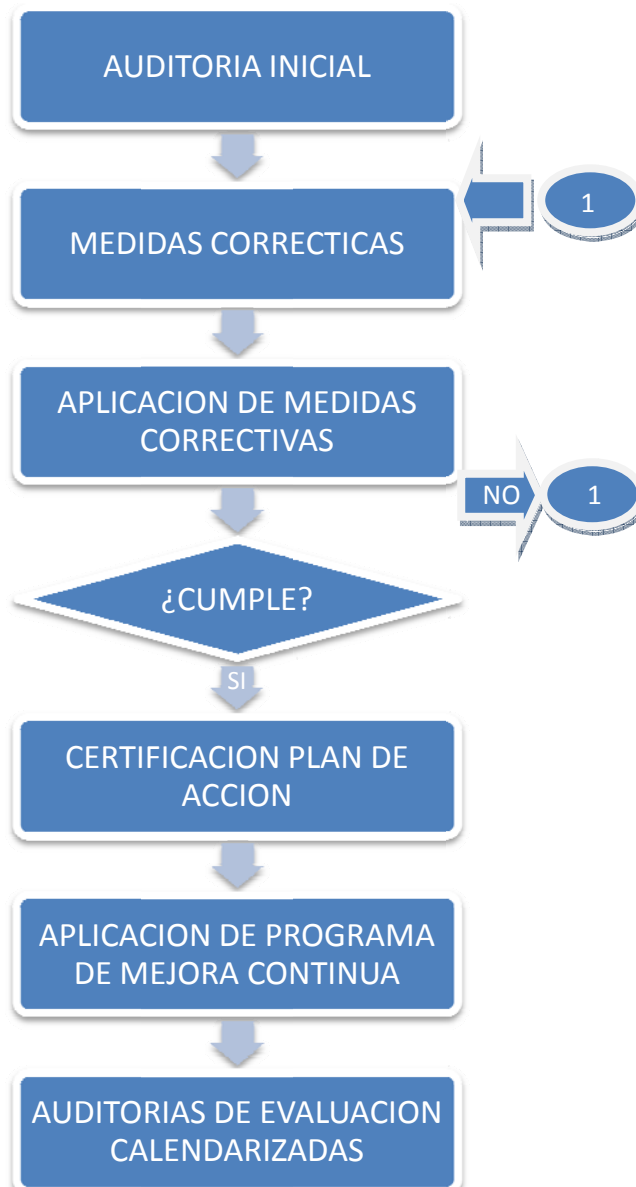 AUDITORIA INICIAL
1
MEDIDAS CORRECTICAS
APLICACION DE MEDIDAS
CORRECTIVAS
NO
1
¿CUMPLE?
SI
CERTIFICACION PLAN DE
ACCION
APLICACION DE PROGRAMA
DE MEJORA CONTINUA
AUDITORIAS DE EVALUACION
CALENDARIZADAS